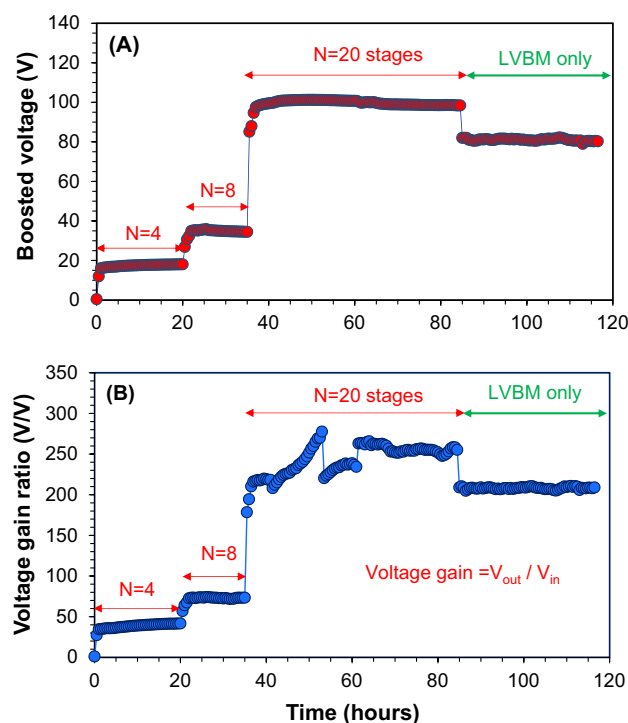 (A)
N=20 stages
LVBM only
N=8
N=4
Boosted voltage (V)
140
120
100
80
60
40
20
0
0 20 40 60 80 100 120
(B)
N=20 stages
LVBM only
N=8
N=4
Voltage gain =Vout / Vin
Voltage gain ratio (V/V)
350
300
250
200
150
100
50
0
0 20 40 60 80 100 120
Time (hours)